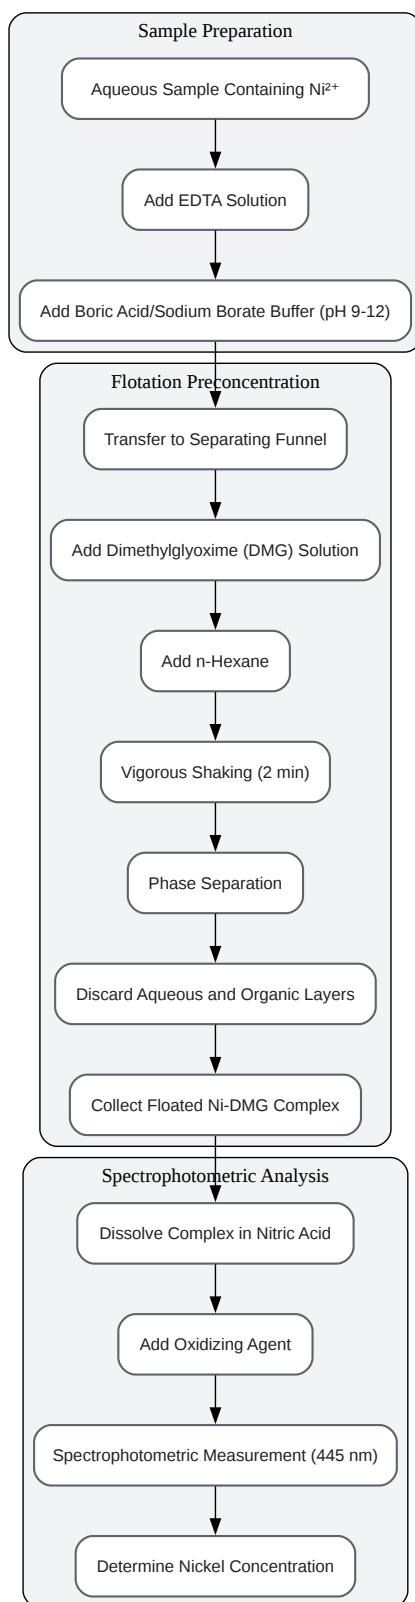 Sample Preparation
Aqueous Sample Containing Ni²⁺
Add EDTA Solution
Add Boric Acid/Sodium Borate Buffer (pH 9-12)
Flotation Preconcentration
Transfer to Separating Funnel
Add Dimethylglyoxime (DMG) Solution
Add n-Hexane
Vigorous Shaking (2 min)
Phase Separation
Discard Aqueous and Organic Layers
Collect Floated Ni-DMG Complex
Spectrophotometric Analysis
Dissolve Complex in Nitric Acid
Add Oxidizing Agent
Spectrophotometric Measurement (445 nm)
Determine Nickel Concentration